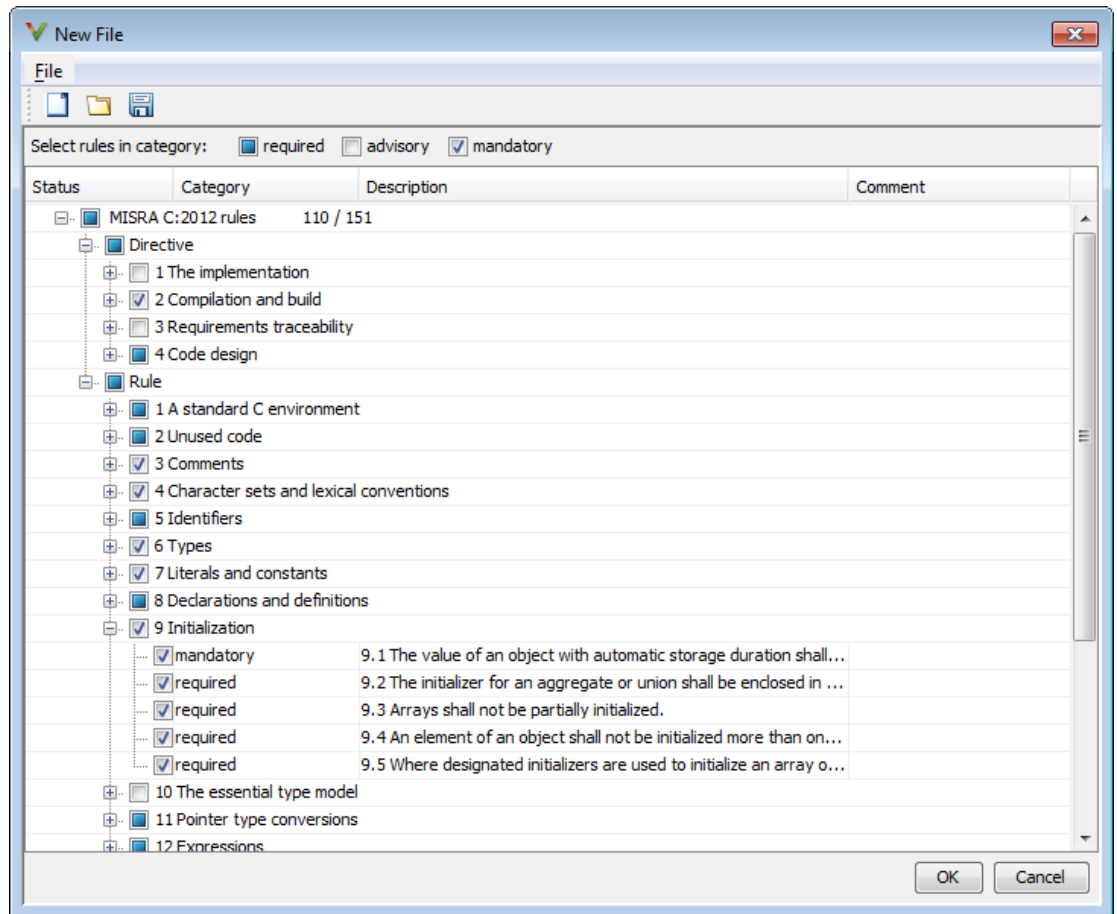 New File
File
Select rules in category: required advisory mandatory
Status Category Description Comment
MISRA C:2012 rules 110 / 151
Directive
1 The implementation
2 Compilation and build
3 Requirements traceability
4 Code design
Rule
1 A standard C environment
2 Unused code
3 Comments
4 Character sets and lexical conventions
5 Identifiers
6 Types
7 Literals and constants
8 Declarations and definitions
9 Initialization
mandatory 9.1 The value of an object with automatic storage duration shall...
required 9.2 The initializer for an aggregate or union shall be enclosed in ...
required 9.3 Arrays shall not be partially initialized.
required 9.4 An element of an object shall not be initialized more than on...
required 9.5 Where designated initializers are used to initialize an array o...
10 The essential type model
11 Pointer type conversions
12 Expressions
OK Cancel